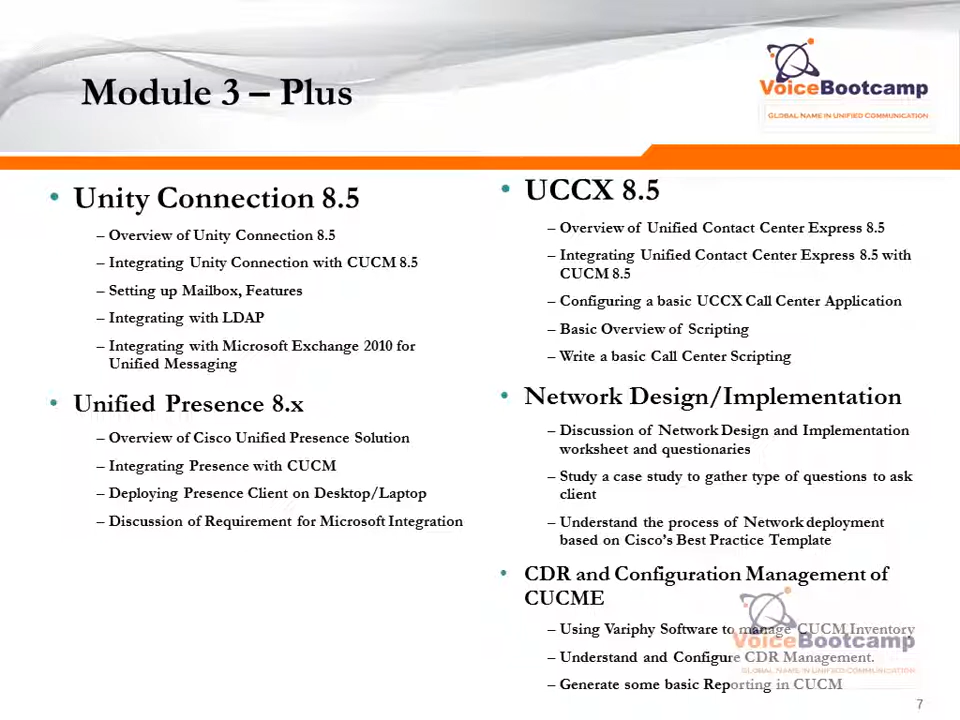 Module 3 – Plus
VoiceBootcamp
Global Name in Unified Communication
• Unity Connection 8.5
– Overview of Unity Connection 8.5
– Integrating Unity Connection with CUCM 8.5
– Setting up Mailbox, Features
– Integrating with LDAP
– Integrating with Microsoft Exchange 2010 for
Unified Messaging
• Unified Presence 8.x
– Overview of Cisco Unified Presence Solution
– Integrating Presence with CUCM
– Deploying Presence Client on Desktop/Laptop
– Discussion of Requirement for Microsoft Integration
• UCCX 8.5
– Overview of Unified Contact Center Express 8.5
– Integrating Unified Contact Center Express 8.5 with
CUCM 8.5
– Configuring a basic UCCX Call Center Application
– Basic Overview of Scripting
– Write a basic Call Center Scripting
• Network Design/Implementation
– Discussion of Network Design and Implementation
worksheet and questionaries
– Study a case study to gather type of questions to ask
client
– Understand the process of Network deployment
based on Cisco's Best Practice Template
• CDR and Configuration Management of
CUCME
– Using Variphy Software to manage CUCM Inventory
– Understand and Configure CDR Management.
– Generate some basic Reporting in CUCM
VoiceBootcamp
Global Name in Unified Communication
7